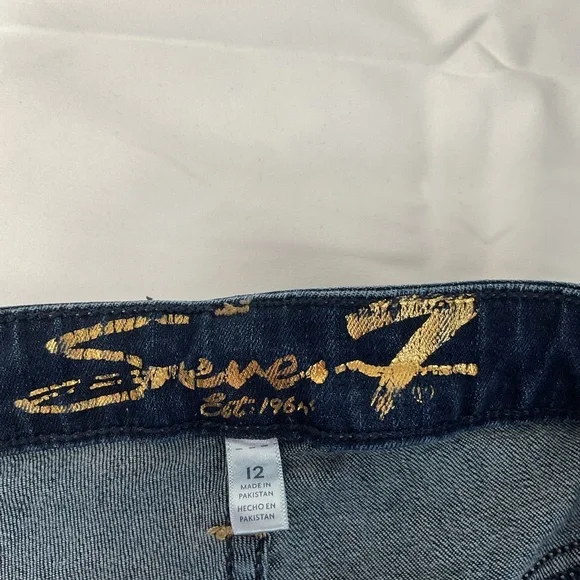 Seven7
Est. 1964
12
MADE IN
PAKISTAN
HECHO EN
PAKISTAN